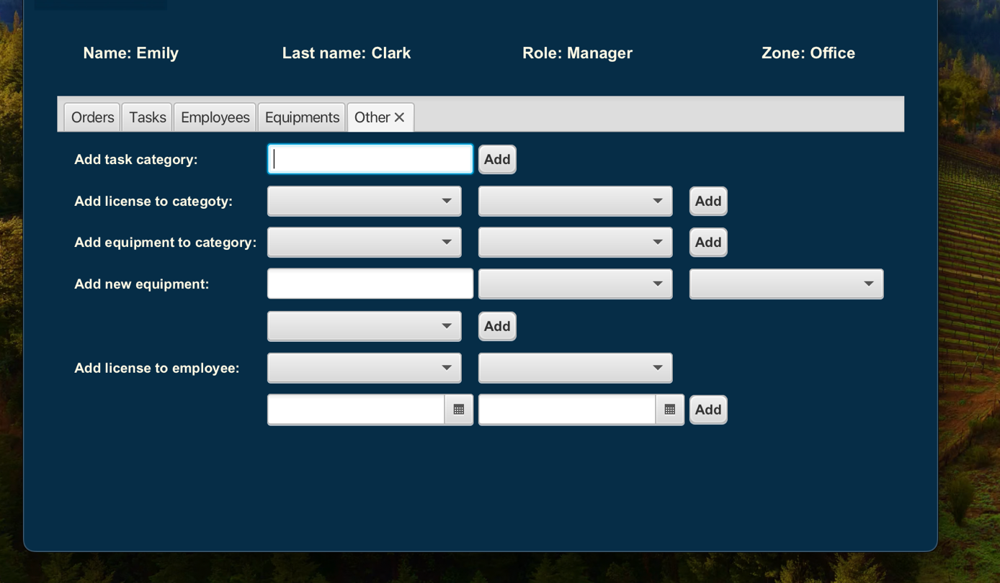 Name: Emily Last name: Clark Role: Manager Zone: Office
Orders Tasks Employees Equipments Other
Add task category: Add
Add license to categoty: Add
Add equipment to category: Add
Add new equipment:
Add
Add license to employee:
Add